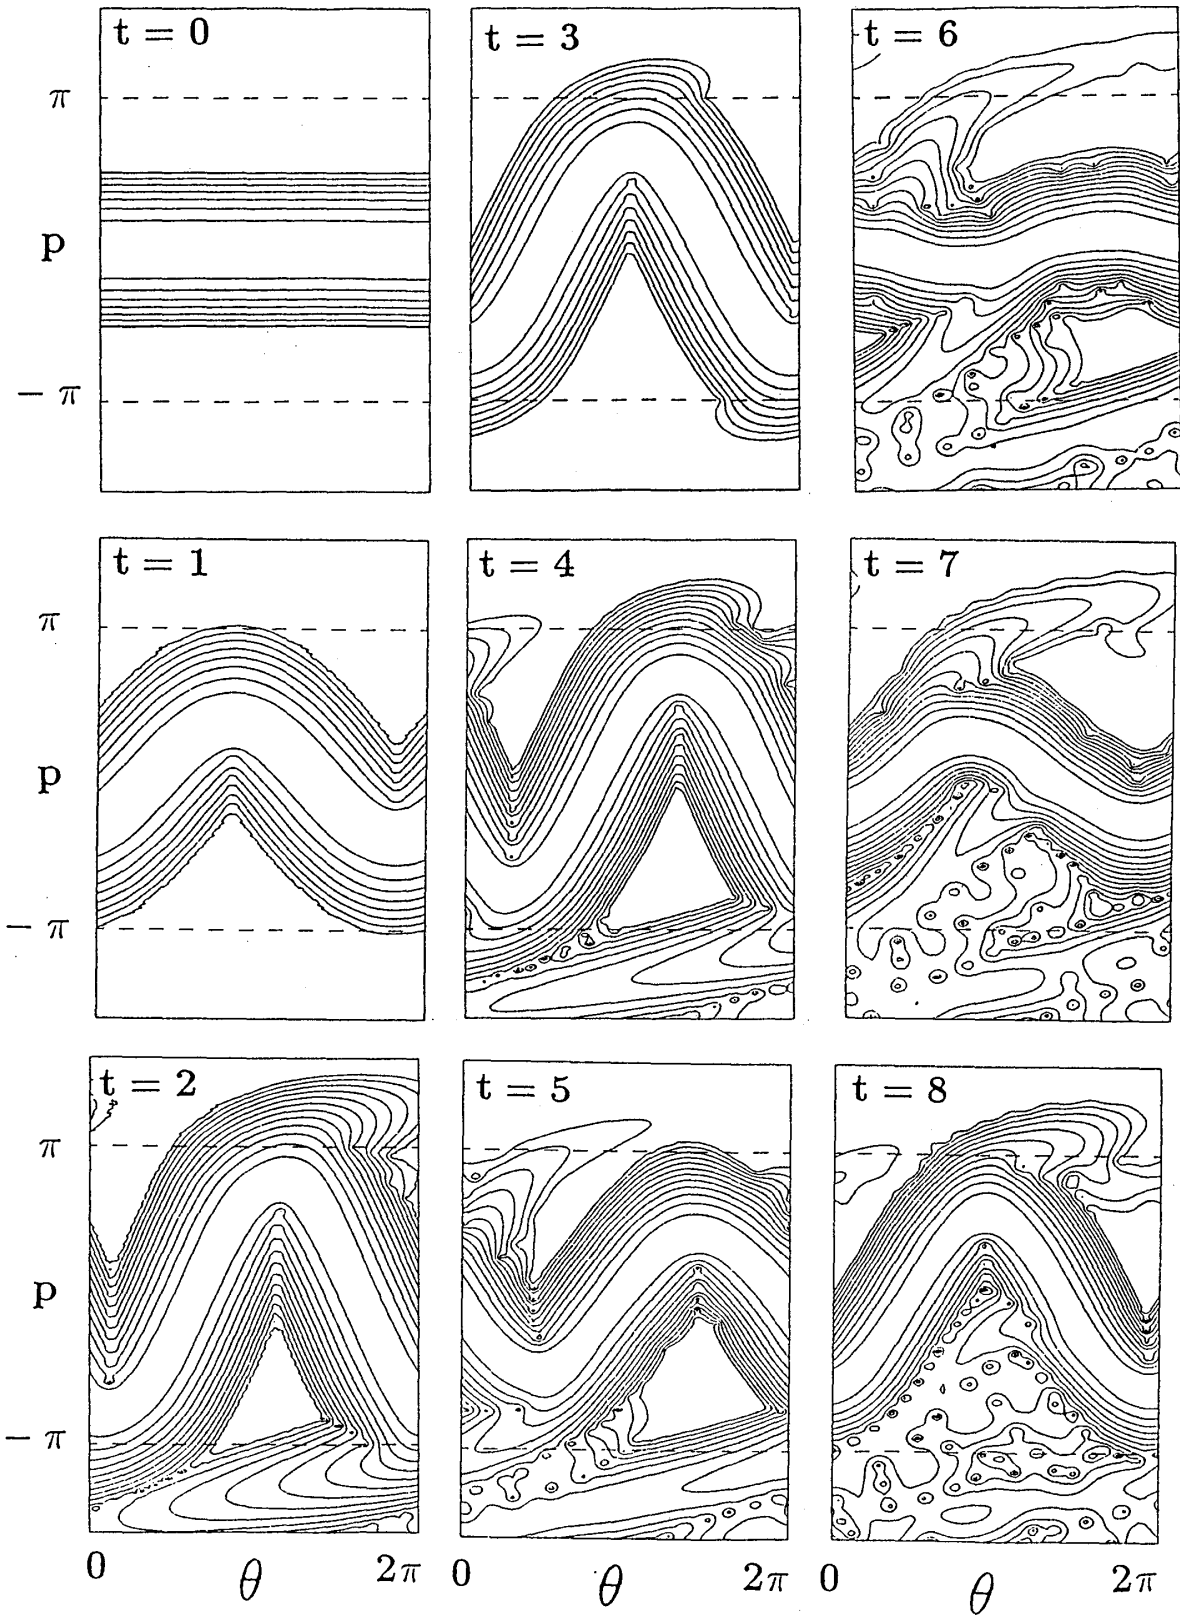 t = 0
t = 3
t = 6
π
p
− π
t = 1
t = 4
t = 7
π
p
− π
t = 2
t = 5
t = 8
π
p
− π
0 θ 2π 0 θ 2π 0 θ 2π